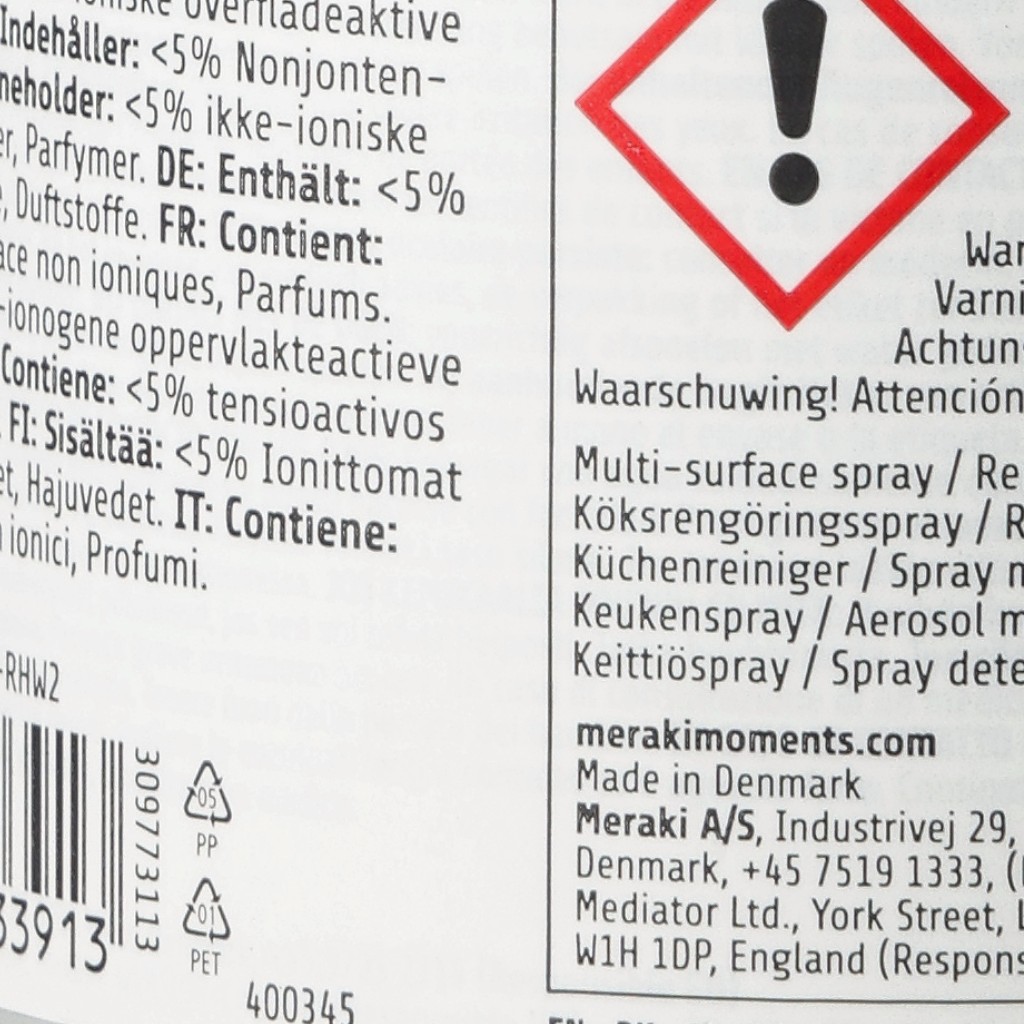 overfladeaktive
Indehåller: <5% Nonjonten-
neholder: <5% ikke-ioniske
er, Parfymer. DE: Enthält: <5%
, Duftstoffe. FR: Contient:
ace non ioniques, Parfums.
-ionogene oppervlakteactieve
Contiene: <5% tensioactivos
. FI: Sisältää: <5% Ionittomat
et, Hajuvedet. IT: Contiene:
ionici, Profumi.
-RHW2
309773113
33913
05
PP
01
PET
400345
War
Varni
Achtun
Waarschuwing! Atención
Multi-surface spray / Re
Köksrengöringsspray / R
Küchenreiniger / Spray m
Keukenspray / Aerosol m
Keittiöspray / Spray dete
merakimoments.com
Made in Denmark
Meraki A/S, Industrivej 29,
Denmark, +45 7519 1333, (
Mediator Ltd., York Street, L
W1H 1DP, England (Respons